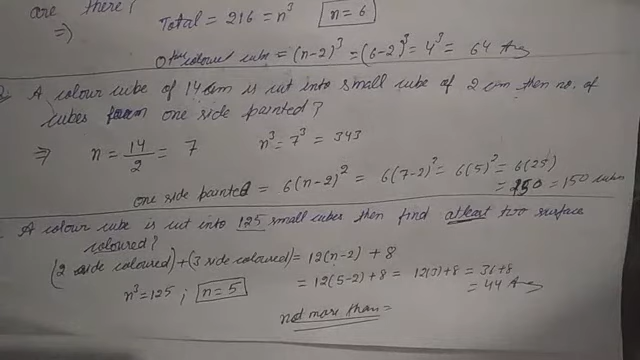 are there?
⇒ Total = 216 = n³ n = 6
coloured cube = (n-2)³ = (6-2)³ = 4³ = 64 Ans
A colour cube of 14 cm is cut into small cube of 2 cm then no. of
cubes one side painted?
⇒ n = 14/2 = 7 n³ = 7³ = 343
one side painted = 6(n-2)² = 6(7-2)² = 6(5)² = 6(25)
= 150 = 150 cubes
A colour cube is cut into 125 small cubes then find atleast two surface
coloured?
(2 side coloured) + (3 side coloured) = 12(n-2) + 8
n³ = 125 ; n = 5 = 12(5-2) + 8 = 12(3) + 8 = 36 + 8
= 44 Ans
not more than =